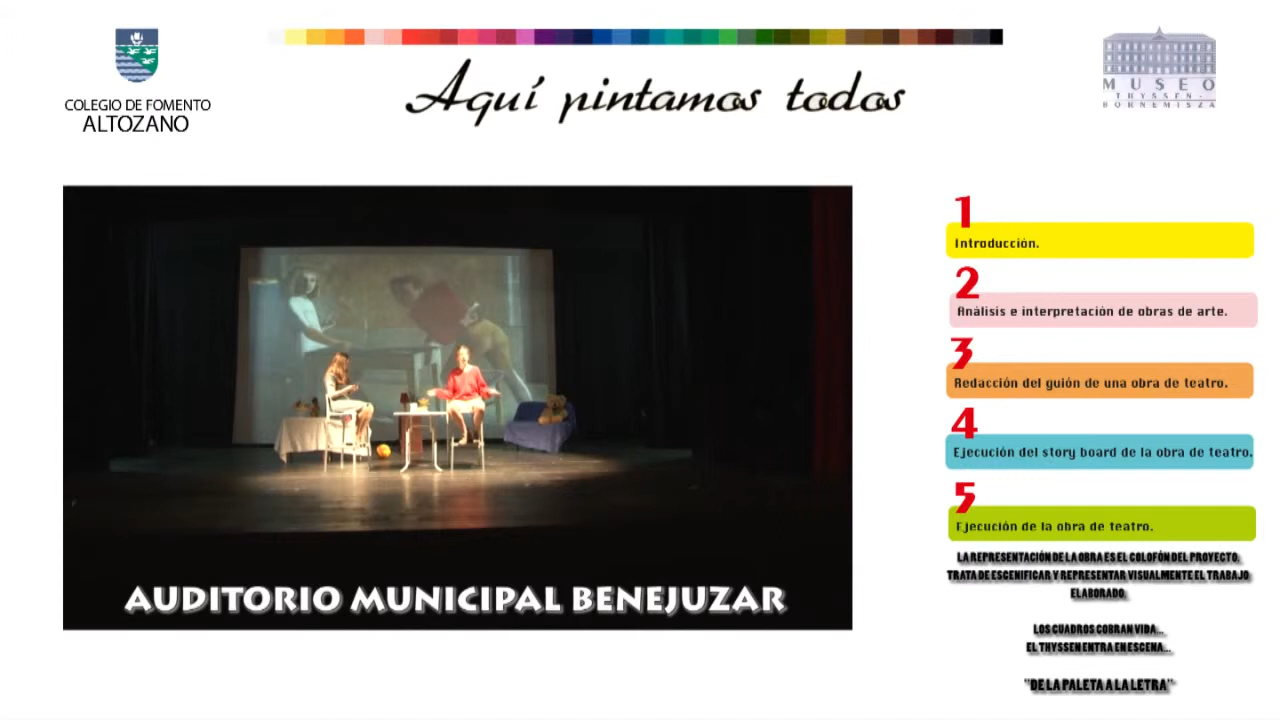 COLEGIO DE FOMENTO
ALTOZANO
Aquí pintamos todos
MUSEO
THYSSEN-
BORNEMISZA
AUDITORIO MUNICIPAL BENEJUZAR
1
Introducción.
2
Análisis e interpretación de obras de arte.
3
Redacción del guión de una obra de teatro.
4
Ejecución del story board de la obra de teatro.
5
Ejecución de la obra de teatro.
LA REPRESENTACIÓN DE LA OBRA ES EL COLOFÓN DEL PROYECTO.
TRATA DE ESCENIFICAR Y REPRESENTAR VISUALMENTE EL TRABAJO
ELABORADO.
LOS CUADROS COBRAN VIDA...
EL THYSSEN ENTRA EN ESCENA...
"DE LA PALETA A LA LETRA"